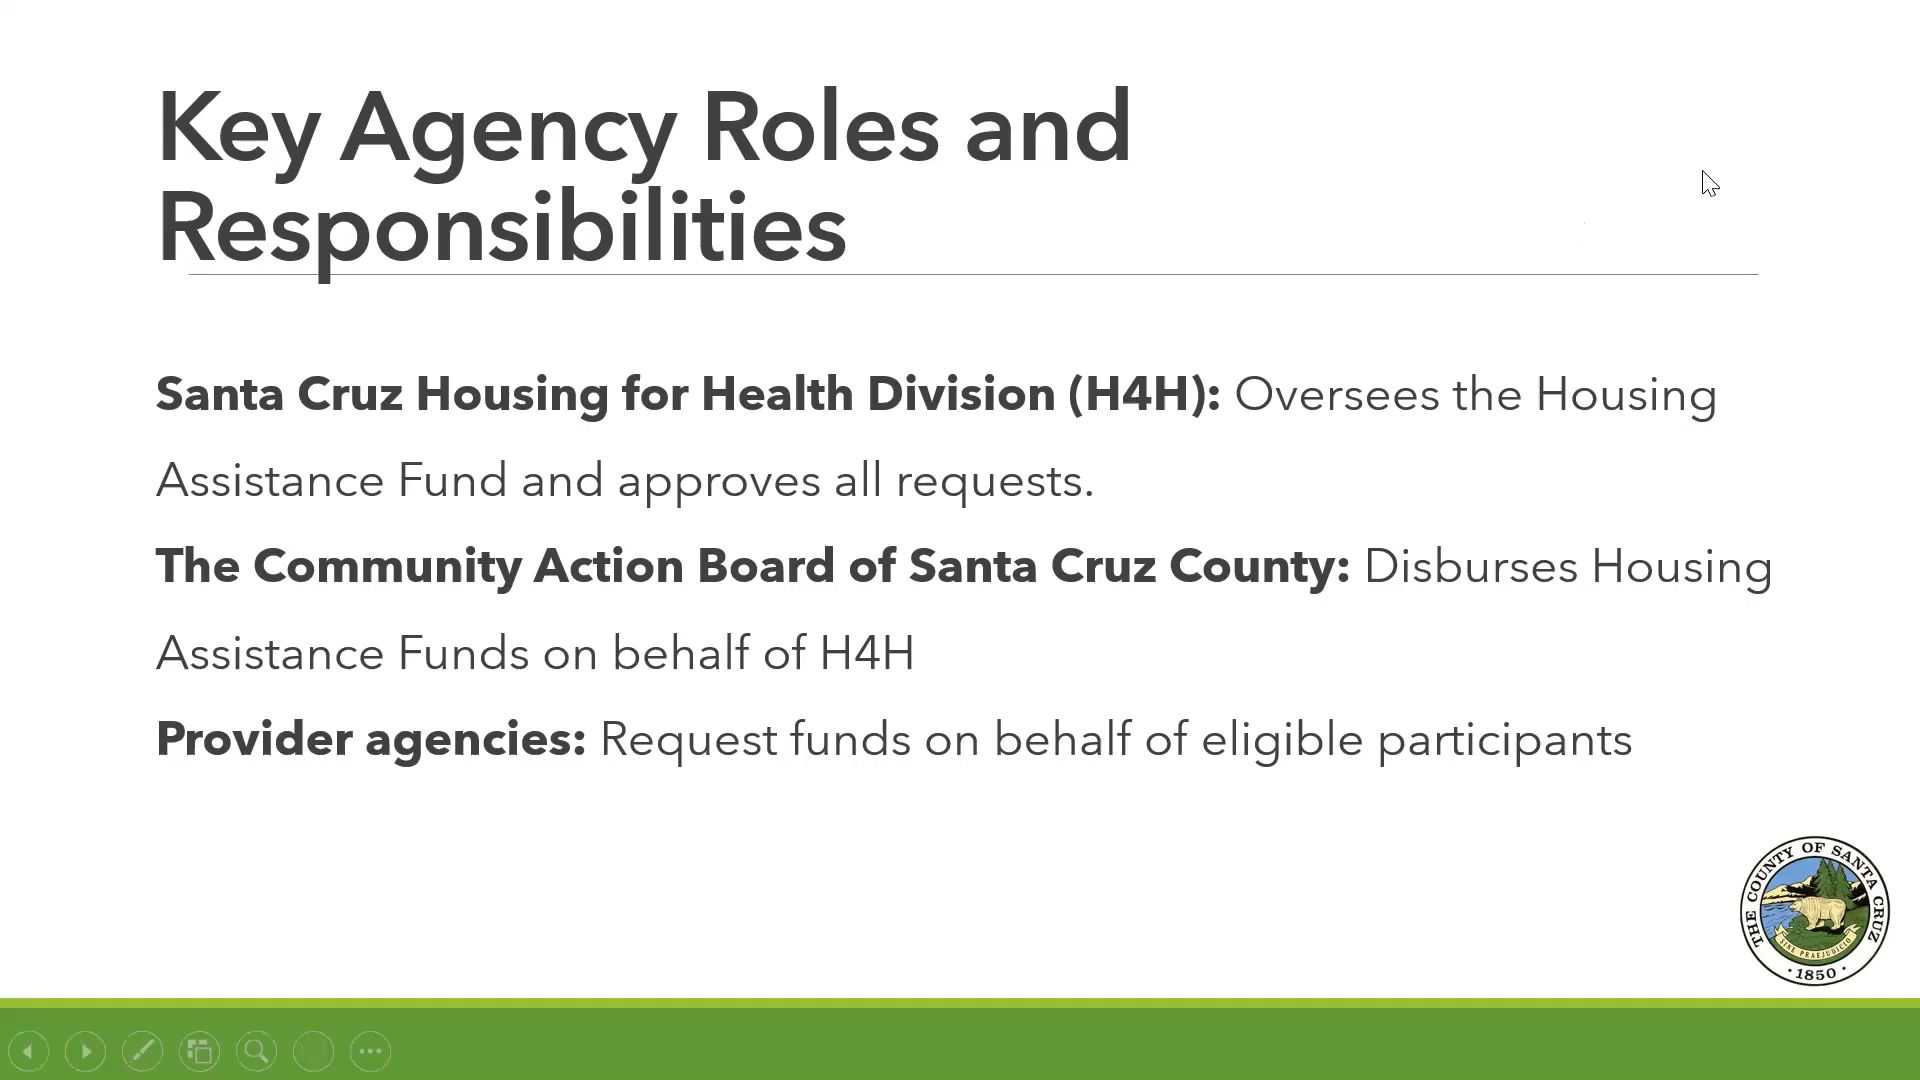 Key Agency Roles and
Responsibilities
Santa Cruz Housing for Health Division (H4H): Oversees the Housing
Assistance Fund and approves all requests.
The Community Action Board of Santa Cruz County: Disburses Housing
Assistance Funds on behalf of H4H
Provider agencies: Request funds on behalf of eligible participants
THE COUNTY OF SANTA CRUZ
SINE PRAEJUDICIO
· 1850 ·